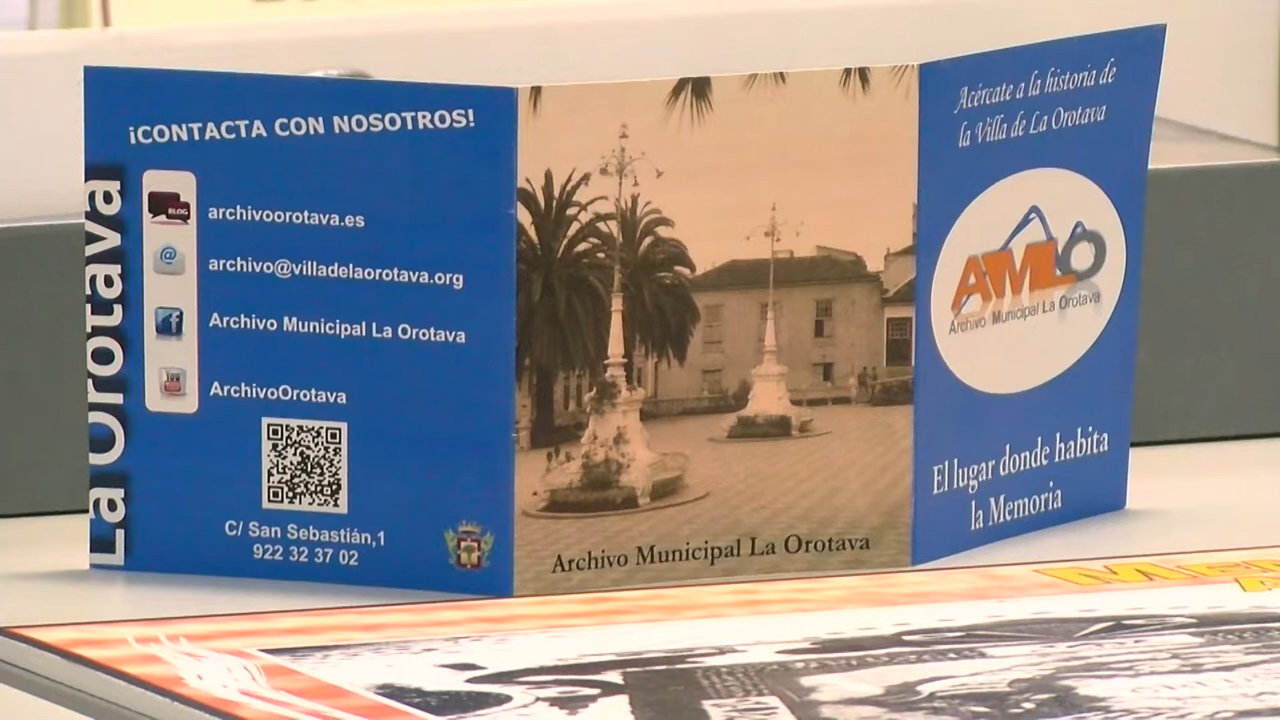 ¡CONTACTA CON NOSOTROS!
La Orotava
BLOG
archivoorotava.es
@
archivo@villadelaorotava.org
f
Archivo Municipal La Orotava
You
ArchivoOrotava
C/ San Sebastián,1
922 32 37 02
Archivo Municipal La Orotava
Acércate a la historia de
la Villa de La Orotava
AMLO
Archivo Municipal La Orotava
El lugar donde habita
la Memoria